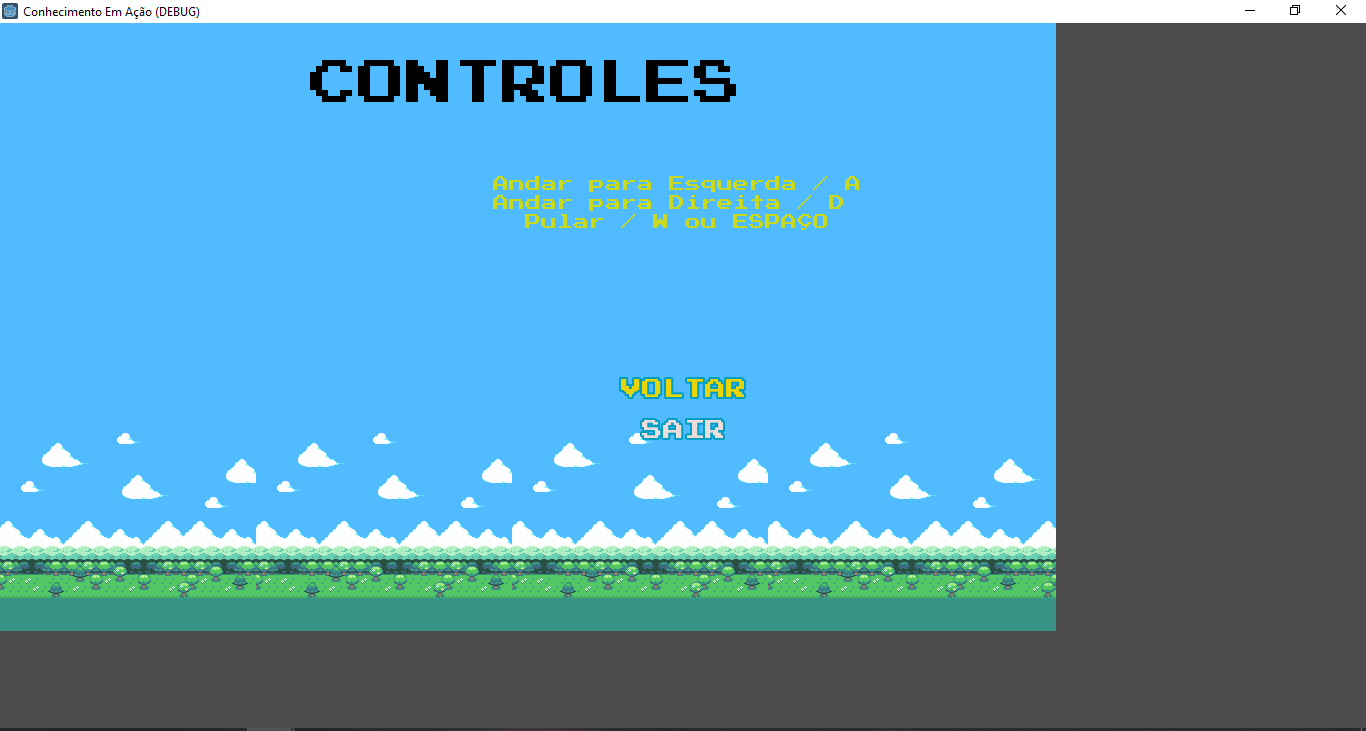 Conhecimento Em Ação (DEBUG)
CONTROLES
Andar para Esquerda / A
Andar para Direita / D
Pular / W ou ESPAÇO
VOLTAR
SAIR